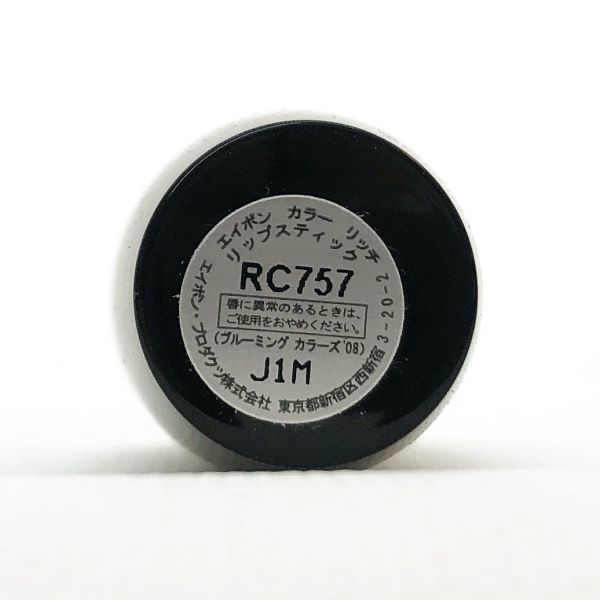 エイボン カラー リッチ
リップスティック
RC757
唇に異常のあるときは、
ご使用をおやめください。
(ブルーミング カラーズ'08)
J1M
エイボン・プロダクツ株式会社 東京都新宿区西新宿3-20-2